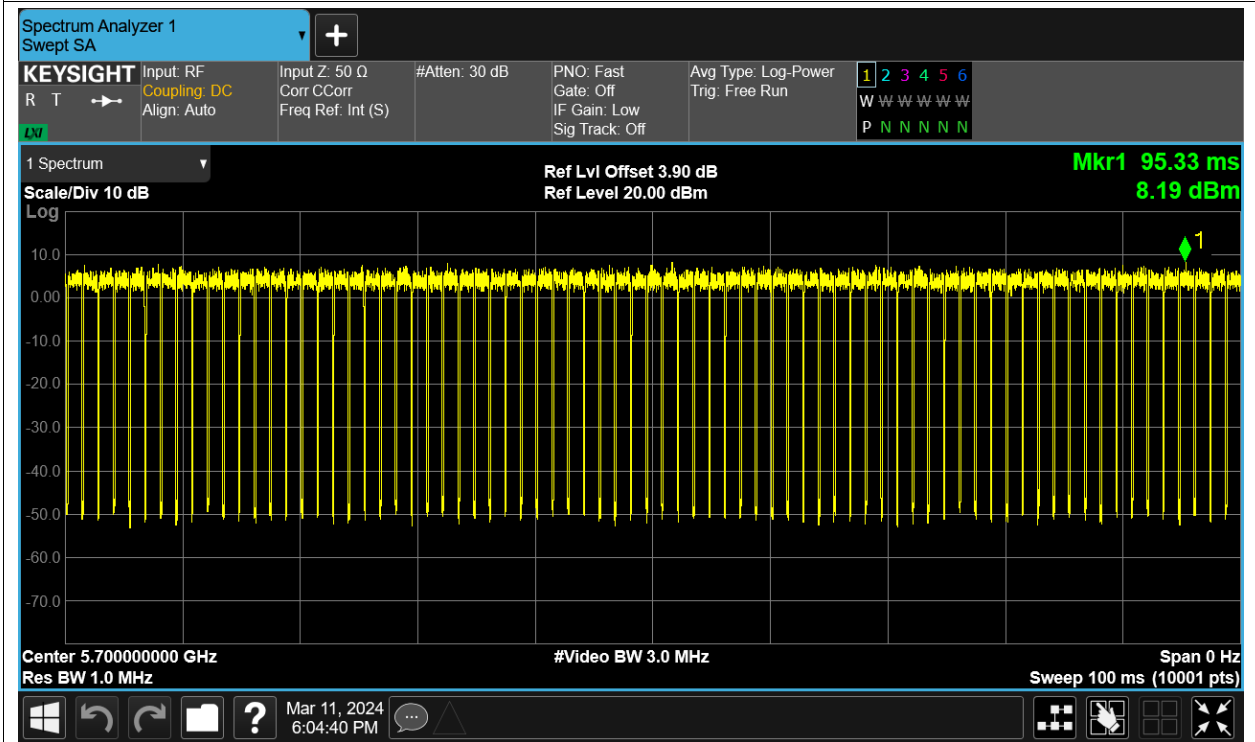 Spectrum Analyzer 1
Swept SA
+
KEYSIGHT
R T
LXI
Input: RF
Coupling: DC
Align: Auto
Input Z: 50 Ω
Corr CCorr
Freq Ref: Int (S)
#Atten: 30 dB
PNO: Fast
Gate: Off
IF Gain: Low
Sig Track: Off
Avg Type: Log-Power
Trig: Free Run
1 2 3 4 5 6
W W W W W W
P N N N N N
1 Spectrum
Scale/Div 10 dB
Log
Ref Lvl Offset 3.90 dB
Ref Level 20.00 dBm
Mkr1 95.33 ms
8.19 dBm
1
10.0
0.00
-10.0
-20.0
-30.0
-40.0
-50.0
-60.0
-70.0
Center 5.700000000 GHz
Res BW 1.0 MHz
#Video BW 3.0 MHz
Span 0 Hz
Sweep 100 ms (10001 pts)
?
Mar 11, 2024
6:04:40 PM